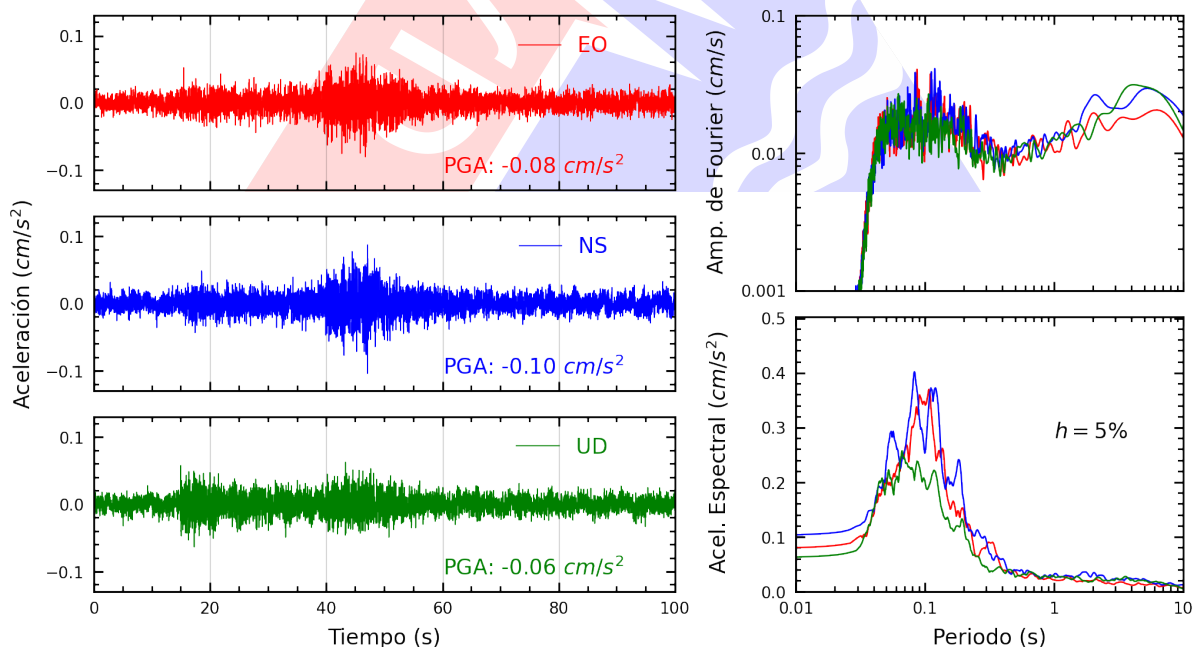 EO
PGA: -0.08 cm/s²
0.1
0.0
−0.1
NS
PGA: -0.10 cm/s²
0.1
0.0
−0.1
Aceleración (cm/s²)
UD
PGA: -0.06 cm/s²
0.1
0.0
−0.1
0 20 40 60 80 100
Tiempo (s)
Amp. de Fourier (cm/s)
0.1
0.01
0.001
Acel. Espectral (cm/s²)
0.5
0.4
0.3
0.2
0.1
0.0
h = 5%
0.01 0.1 1 10
Periodo (s)